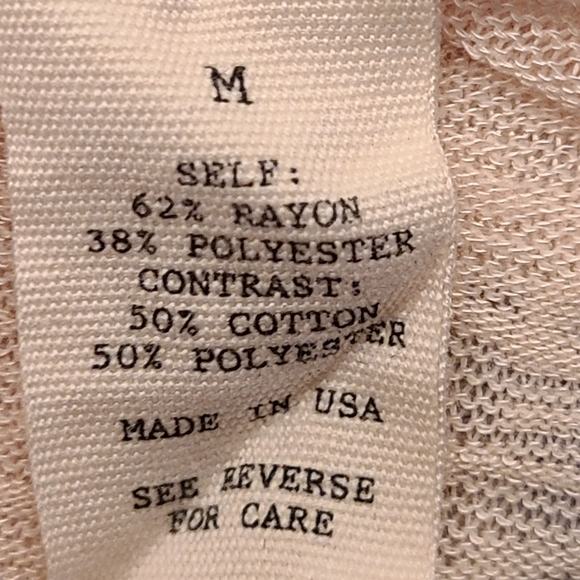 M
SELF:
62% RAYON
38% POLYESTER
CONTRAST:
50% COTTON
50% POLYESTER
MADE IN USA
SEE REVERSE
FOR CARE